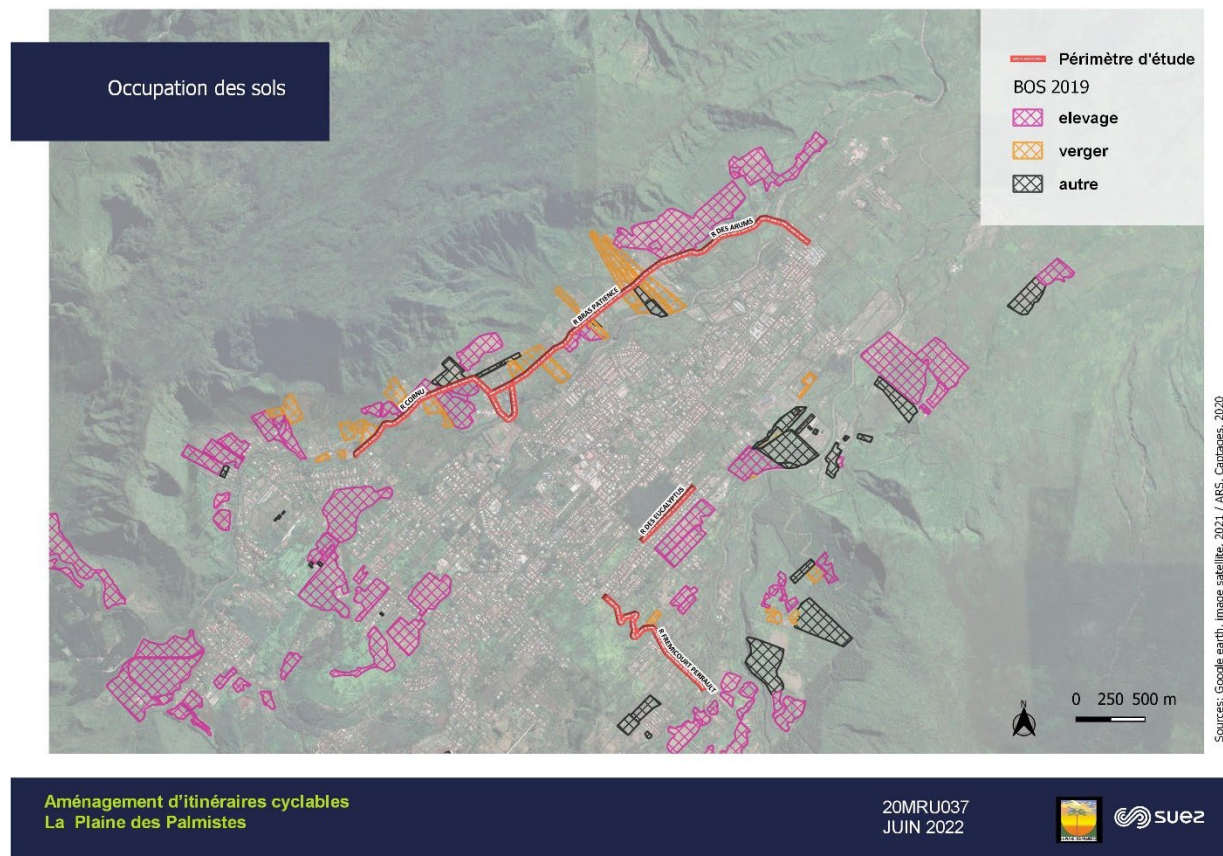 Occupation des sols
Périmètre d'étude
BOS 2019
elevage
verger
autre
R DES ARUMS
R BRAS PATIENCE
R CORNU
R DES EUCALYPTUS
R FRENDICOURT PERRAULT
N
0 250 500 m
Sources: Google earth, image satellite, 2021 / ARS, Captages, 2020
Aménagement d'itinéraires cyclables
La Plaine des Palmistes
20MRU037
JUIN 2022
suez